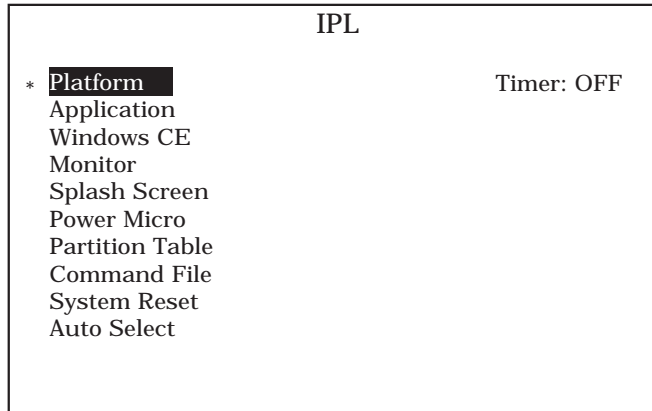 IPL
* Platform Timer: OFF
Application
Windows CE
Monitor
Splash Screen
Power Micro
Partition Table
Command File
System Reset
Auto Select